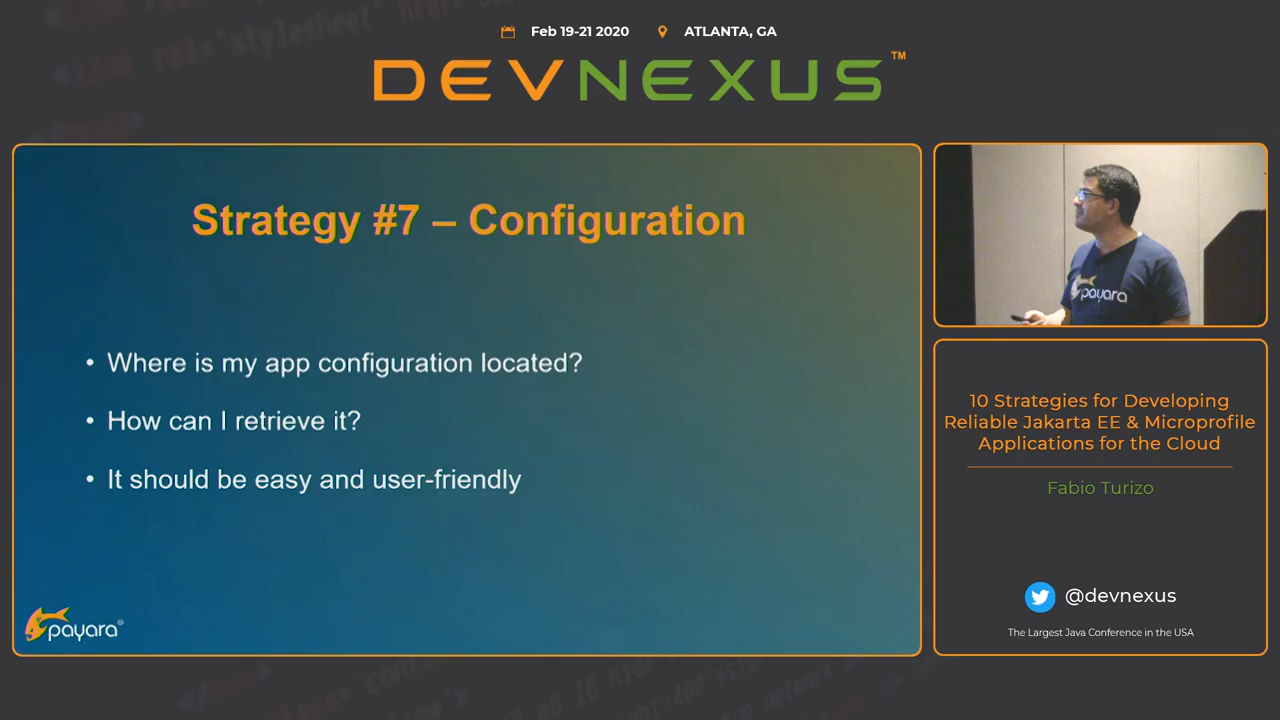 Feb 19-21 2020 ATLANTA, GA
DEVNEXUS™
Strategy #7 – Configuration
• Where is my app configuration located?
• How can I retrieve it?
• It should be easy and user-friendly
payara®
payara
10 Strategies for Developing
Reliable Jakarta EE & Microprofile
Applications for the Cloud
Fabio Turizo
@devnexus
The Largest Java Conference in the USA